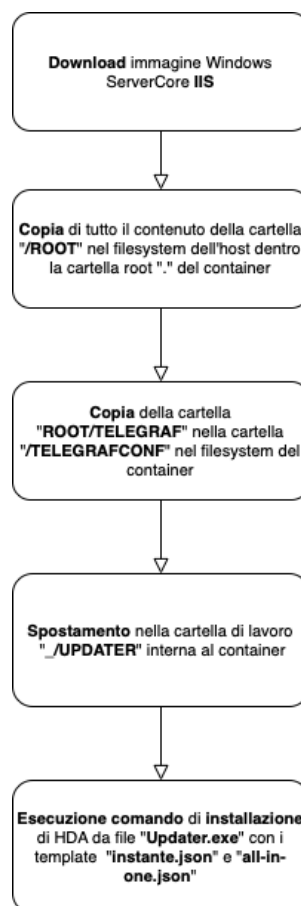 Download immagine Windows
ServerCore IIS
Copia di tutto il contenuto della cartella
"/ROOT" nel filesystem dell'host dentro
la cartella root "." del container
Copia della cartella
"ROOT/TELEGRAF" nella cartella
"/TELEGRAFCONF" nel filesystem del
container
Spostamento nella cartella di lavoro
"_/UPDATER" interna al container
Esecuzione comando di installazione
di HDA da file "Updater.exe" con i
template "instante.json" e "all-in-
one.json"